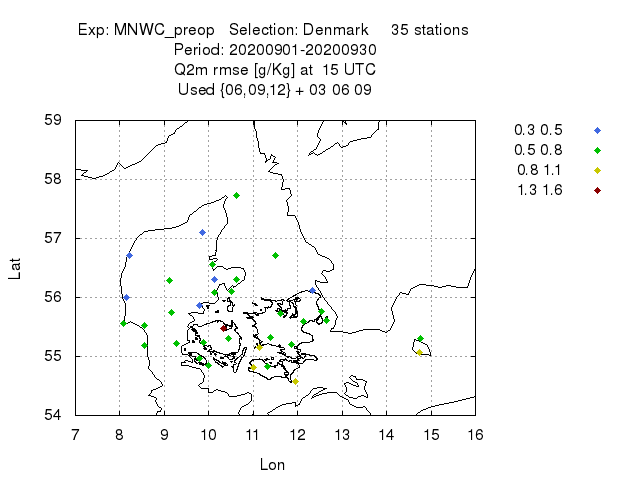 Exp: MNWC_preop Selection: Denmark 35 stations
Period: 20200901-20200930
Q2m rmse [g/Kg] at 15 UTC
Used {06,09,12} + 03 06 09
0.3 0.5
0.5 0.8
0.8 1.1
1.3 1.6
Lat
59
58
57
56
55
54
7 8 9 10 11 12 13 14 15 16
Lon